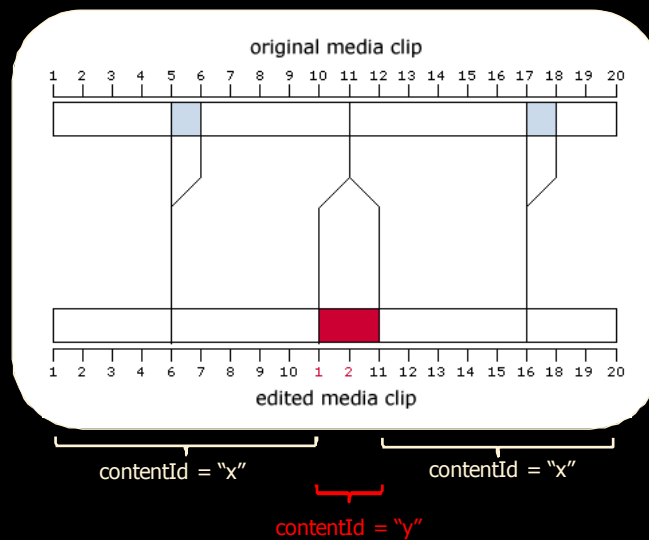 original media clip
1 2 3 4 5 6 7 8 9 10 11 12 13 14 15 16 17 18 19 20
1 2 3 4 6 7 8 9 10 1 2 11 12 13 14 15 16 18 19 20
edited media clip
contentId = “x” contentId = “x”
contentId = “y”